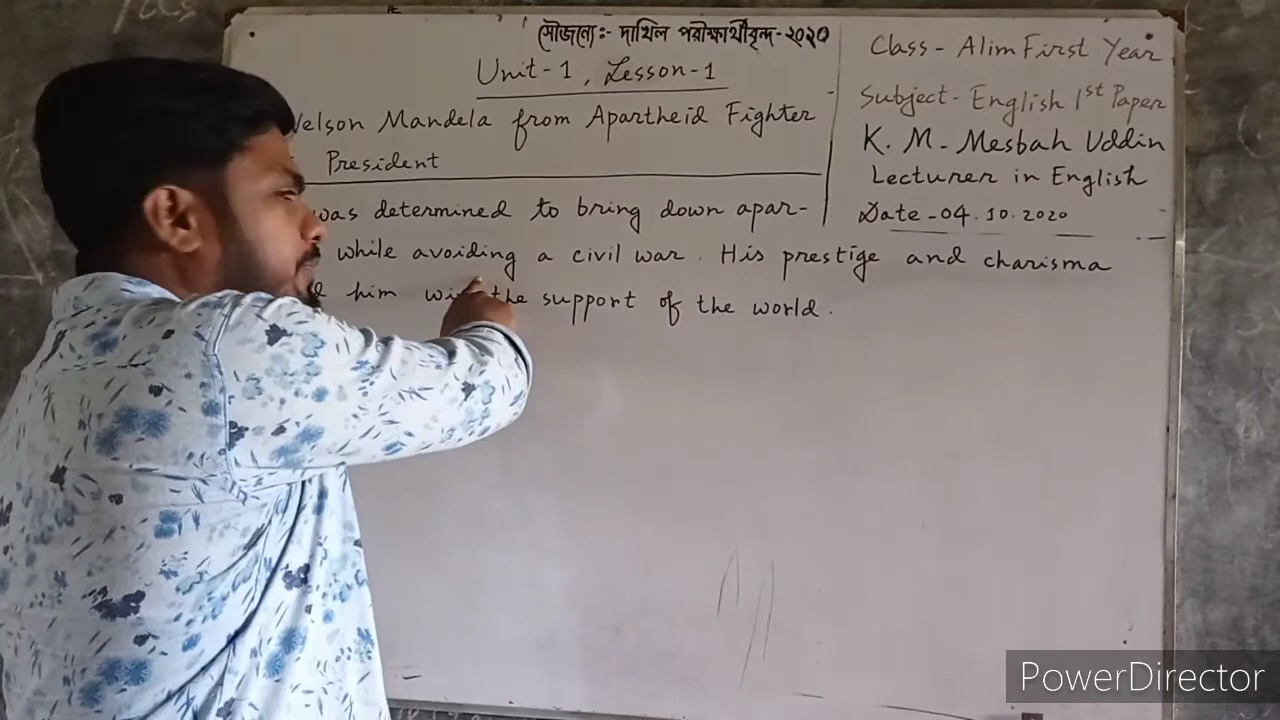 সৌজন্যে:- দাখিল পরীক্ষার্থীবৃন্দ-২০২০
Unit-1, Lesson-1
Nelson Mandela from Apartheid Fighter
President
was determined to bring down apar-
while avoiding a civil war. His prestige and charisma
him the support of the world.
Class - Alim First Year
Subject - English 1st Paper
K. M. Mesbah Uddin
Lecturer in English
Date - 04.10.2020
PowerDirector